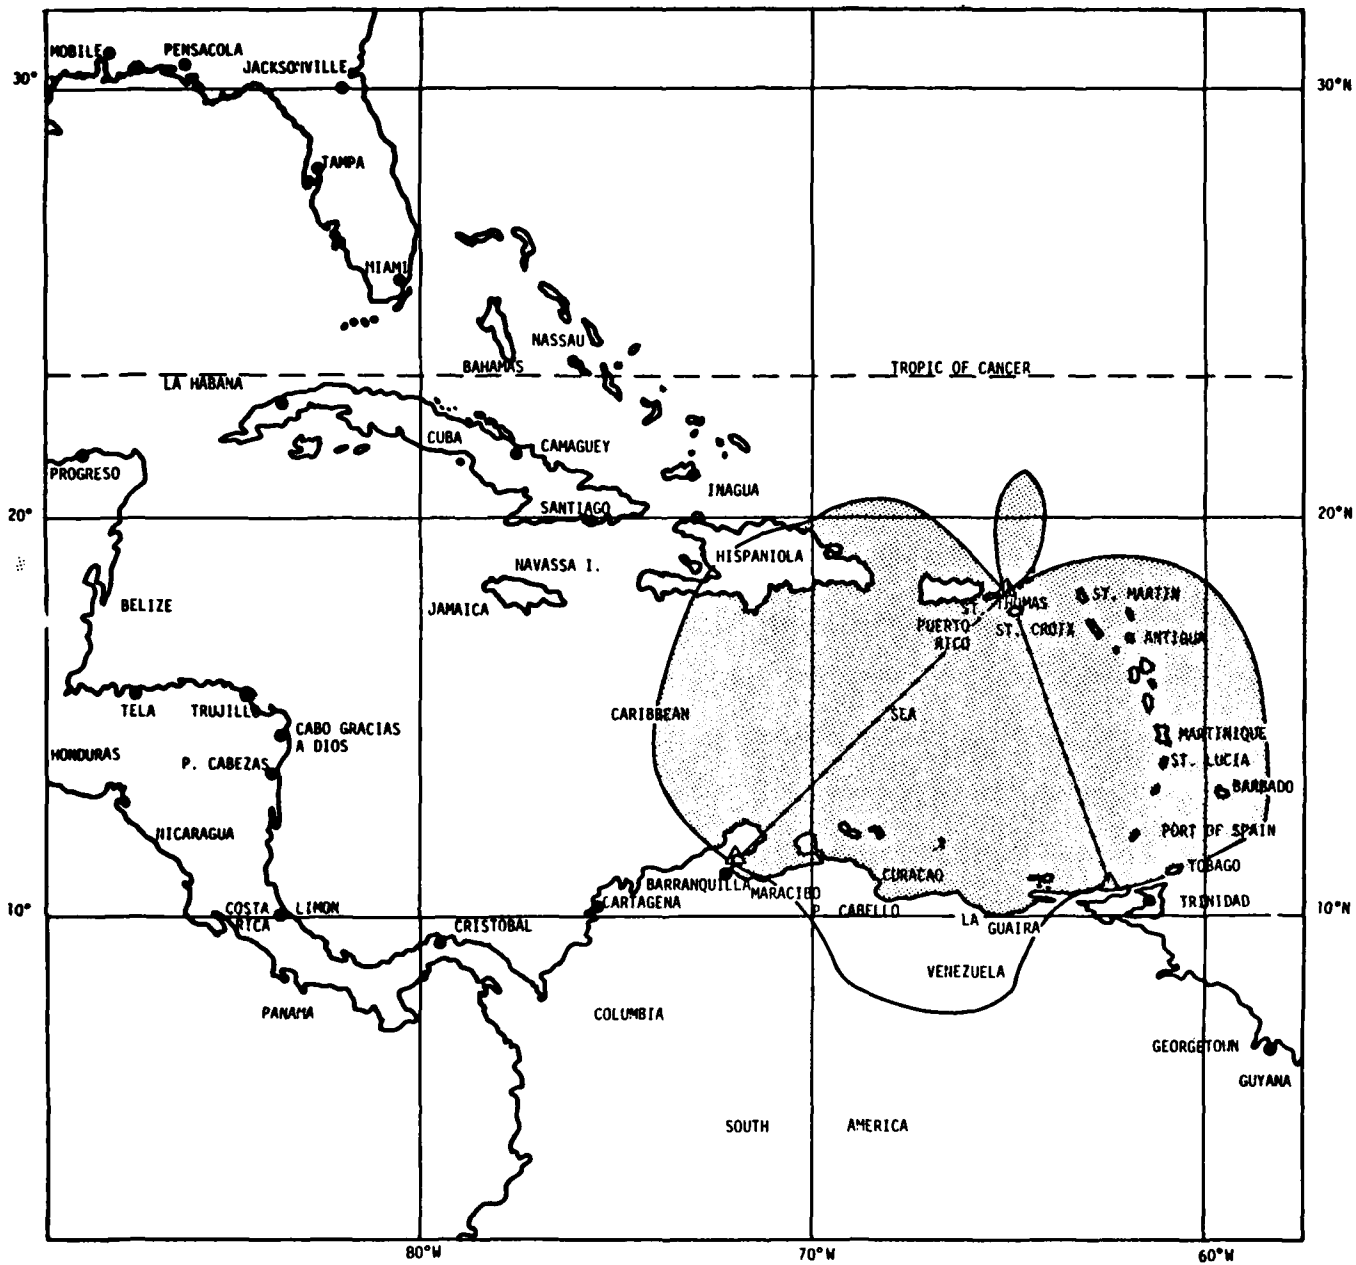 MOBILE
PENSACOLA
JACKSONVILLE
30°
30°N
TAMPA
MIAMI
NASSAU
BAHAMAS
TROPIC OF CANCER
LA HABANA
CUBA
CAMAGUEY
PROGRESO
INAGUA
SANTIAGO
20°
20°N
HISPANIOLA
NAVASSA I.
JAMAICA
BELIZE
ST. THOMAS
ST. MARTIN
PUERTO
RICO
ST. CROIX
ANTIGUA
TELA
TRUJILLO
CARIBBEAN
SEA
CABO GRACIAS
A DIOS
MARTINIQUE
HONDURAS
P. CABEZAS
ST. LUCIA
BARBADO
NICARAGUA
PORT OF SPAIN
TOBAGO
CURACAO
BARRANQUILLA
MARACIBO
CARTAGENA
TRINIDAD
COSTA
RICA
LIMON
P. CABELLO
10°
10°N
LA
GUAIRA
CRISTOBAL
VENEZUELA
PANAMA
COLUMBIA
GEORGETOWN
GUYANA
SOUTH
AMERICA
80°W
70°W
60°W